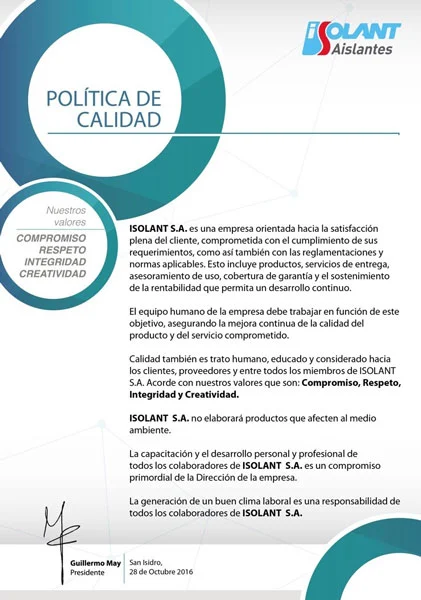 ISOLANT
Aislantes
POLÍTICA DE
CALIDAD
Nuestros
valores
COMPROMISO
RESPETO
INTEGRIDAD
CREATIVIDAD
ISOLANT S.A. es una empresa orientada hacia la satisfacción
plena del cliente, comprometida con el cumplimiento de sus
requerimientos, como así también con las reglamentaciones y
normas aplicables. Esto incluye productos, servicios de entrega,
asesoramiento de uso, cobertura de garantía y el sostenimiento
de la rentabilidad que permita un desarrollo continuo.
El equipo humano de la empresa debe trabajar en función de este
objetivo, asegurando la mejora continua de la calidad del
producto y del servicio comprometido.
Calidad también es trato humano, educado y considerado hacia
los clientes, proveedores y entre todos los miembros de ISOLANT
S.A. Acorde con nuestros valores que son: Compromiso, Respeto,
Integridad y Creatividad.
ISOLANT S.A. no elaborará productos que afecten al medio
ambiente.
La capacitación y el desarrollo personal y profesional de
todos los colaboradores de ISOLANT S.A. es un compromiso
primordial de la Dirección de la empresa.
La generación de un buen clima laboral es una responsabilidad de
todos los colaboradores de ISOLANT S.A.
Guillermo May
Presidente
San Isidro,
28 de Octubre 2016